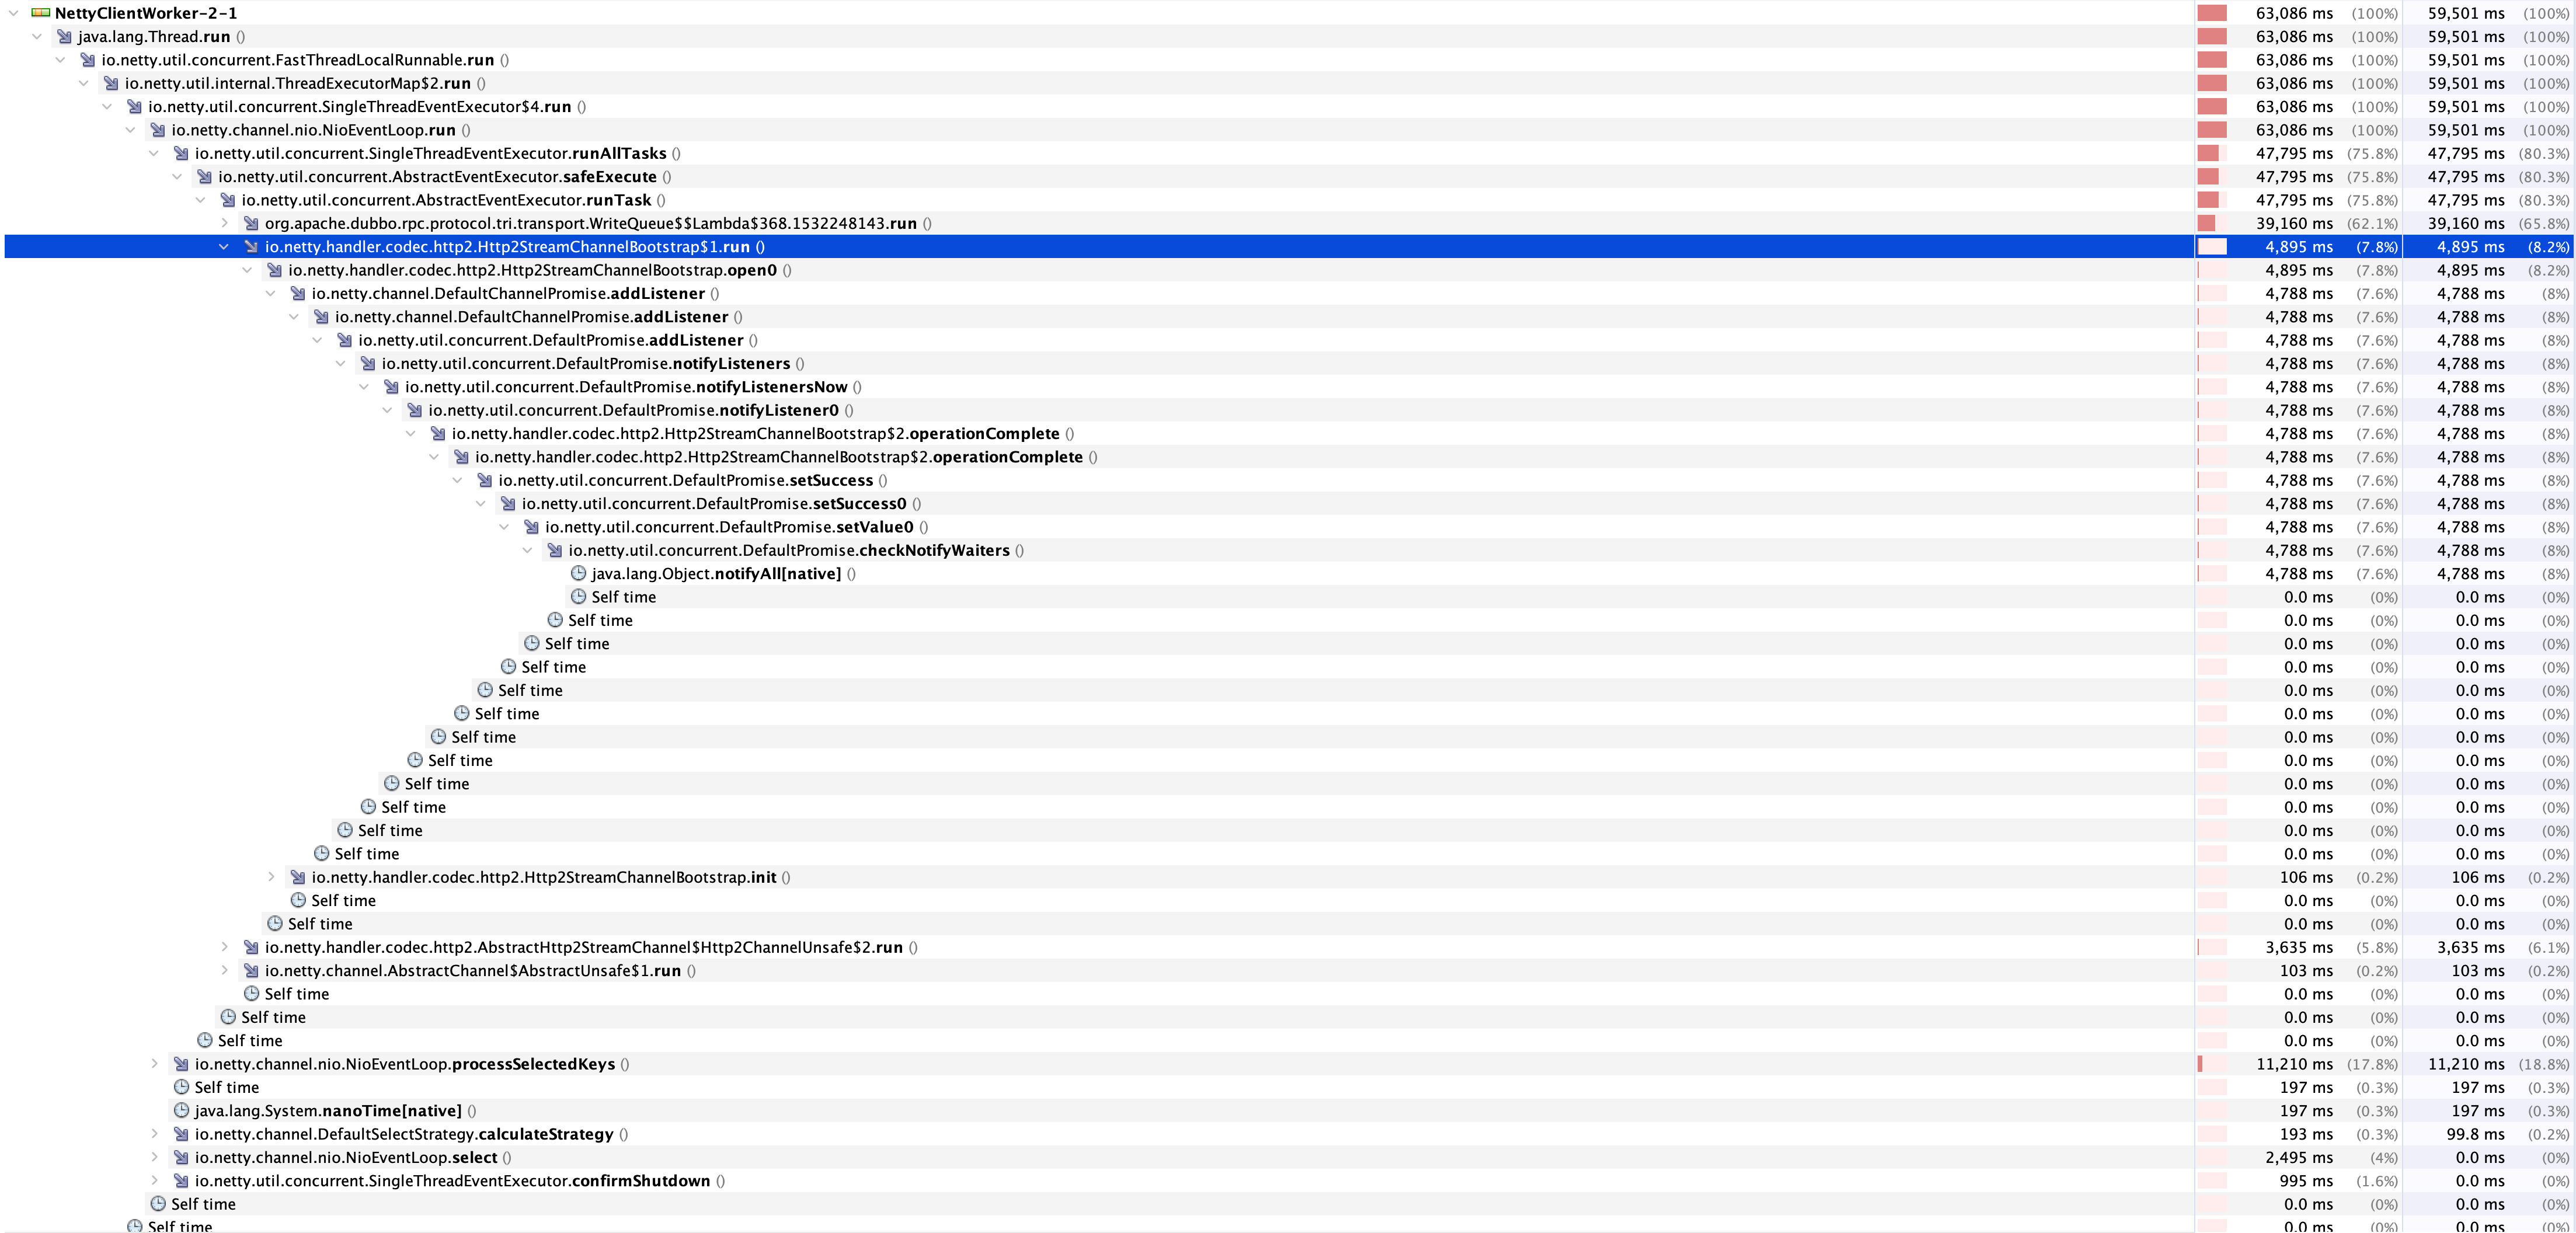 NettyClientWorker-2-1 63,086 ms (100%) 59,501 ms (100%)
java.lang.Thread.run () 63,086 ms (100%) 59,501 ms (100%)
io.netty.util.concurrent.FastThreadLocalRunnable.run () 63,086 ms (100%) 59,501 ms (100%)
io.netty.util.internal.ThreadExecutorMap$2.run () 63,086 ms (100%) 59,501 ms (100%)
io.netty.util.concurrent.SingleThreadEventExecutor$4.run () 63,086 ms (100%) 59,501 ms (100%)
io.netty.channel.nio.NioEventLoop.run () 63,086 ms (100%) 59,501 ms (100%)
io.netty.util.concurrent.SingleThreadEventExecutor.runAllTasks () 47,795 ms (75.8%) 47,795 ms (80.3%)
io.netty.util.concurrent.AbstractEventExecutor.safeExecute () 47,795 ms (75.8%) 47,795 ms (80.3%)
io.netty.util.concurrent.AbstractEventExecutor.runTask () 47,795 ms (75.8%) 47,795 ms (80.3%)
org.apache.dubbo.rpc.protocol.tri.transport.WriteQueue$$Lambda$368.1532248143.run () 39,160 ms (62.1%) 39,160 ms (65.8%)
io.netty.handler.codec.http2.Http2StreamChannelBootstrap$1.run () 4,895 ms (7.8%) 4,895 ms (8.2%)
io.netty.handler.codec.http2.Http2StreamChannelBootstrap.open0 () 4,895 ms (7.8%) 4,895 ms (8.2%)
io.netty.channel.DefaultChannelPromise.addListener () 4,788 ms (7.6%) 4,788 ms (8%)
io.netty.channel.DefaultChannelPromise.addListener () 4,788 ms (7.6%) 4,788 ms (8%)
io.netty.util.concurrent.DefaultPromise.addListener () 4,788 ms (7.6%) 4,788 ms (8%)
io.netty.util.concurrent.DefaultPromise.notifyListeners () 4,788 ms (7.6%) 4,788 ms (8%)
io.netty.util.concurrent.DefaultPromise.notifyListenersNow () 4,788 ms (7.6%) 4,788 ms (8%)
io.netty.util.concurrent.DefaultPromise.notifyListener0 () 4,788 ms (7.6%) 4,788 ms (8%)
io.netty.handler.codec.http2.Http2StreamChannelBootstrap$2.operationComplete () 4,788 ms (7.6%) 4,788 ms (8%)
io.netty.handler.codec.http2.Http2StreamChannelBootstrap$2.operationComplete () 4,788 ms (7.6%) 4,788 ms (8%)
io.netty.util.concurrent.DefaultPromise.setSuccess () 4,788 ms (7.6%) 4,788 ms (8%)
io.netty.util.concurrent.DefaultPromise.setSuccess0 () 4,788 ms (7.6%) 4,788 ms (8%)
io.netty.util.concurrent.DefaultPromise.setValue0 () 4,788 ms (7.6%) 4,788 ms (8%)
io.netty.util.concurrent.DefaultPromise.checkNotifyWaiters () 4,788 ms (7.6%) 4,788 ms (8%)
java.lang.Object.notifyAll[native] () 4,788 ms (7.6%) 4,788 ms (8%)
Self time 0.0 ms (0%) 0.0 ms (0%)
Self time 0.0 ms (0%) 0.0 ms (0%)
Self time 0.0 ms (0%) 0.0 ms (0%)
Self time 0.0 ms (0%) 0.0 ms (0%)
Self time 0.0 ms (0%) 0.0 ms (0%)
Self time 0.0 ms (0%) 0.0 ms (0%)
Self time 0.0 ms (0%) 0.0 ms (0%)
Self time 0.0 ms (0%) 0.0 ms (0%)
Self time 0.0 ms (0%) 0.0 ms (0%)
Self time 0.0 ms (0%) 0.0 ms (0%)
Self time 0.0 ms (0%) 0.0 ms (0%)
Self time 0.0 ms (0%) 0.0 ms (0%)
io.netty.handler.codec.http2.Http2StreamChannelBootstrap.init () 106 ms (0.2%) 106 ms (0.2%)
Self time 0.0 ms (0%) 0.0 ms (0%)
Self time 0.0 ms (0%) 0.0 ms (0%)
io.netty.handler.codec.http2.AbstractHttp2StreamChannel$Http2ChannelUnsafe$2.run () 3,635 ms (5.8%) 3,635 ms (6.1%)
io.netty.channel.AbstractChannel$AbstractUnsafe$1.run () 103 ms (0.2%) 103 ms (0.2%)
Self time 0.0 ms (0%) 0.0 ms (0%)
Self time 0.0 ms (0%) 0.0 ms (0%)
Self time 0.0 ms (0%) 0.0 ms (0%)
io.netty.channel.nio.NioEventLoop.processSelectedKeys () 11,210 ms (17.8%) 11,210 ms (18.8%)
Self time 197 ms (0.3%) 197 ms (0.3%)
java.lang.System.nanoTime[native] () 197 ms (0.3%) 197 ms (0.3%)
io.netty.channel.DefaultSelectStrategy.calculateStrategy () 193 ms (0.3%) 99.8 ms (0.2%)
io.netty.channel.nio.NioEventLoop.select () 2,495 ms (4%) 0.0 ms (0%)
io.netty.util.concurrent.SingleThreadEventExecutor.confirmShutdown () 995 ms (1.6%) 0.0 ms (0%)
Self time 0.0 ms (0%) 0.0 ms (0%)
Self time 0.0 ms (0%) 0.0 ms (0%)